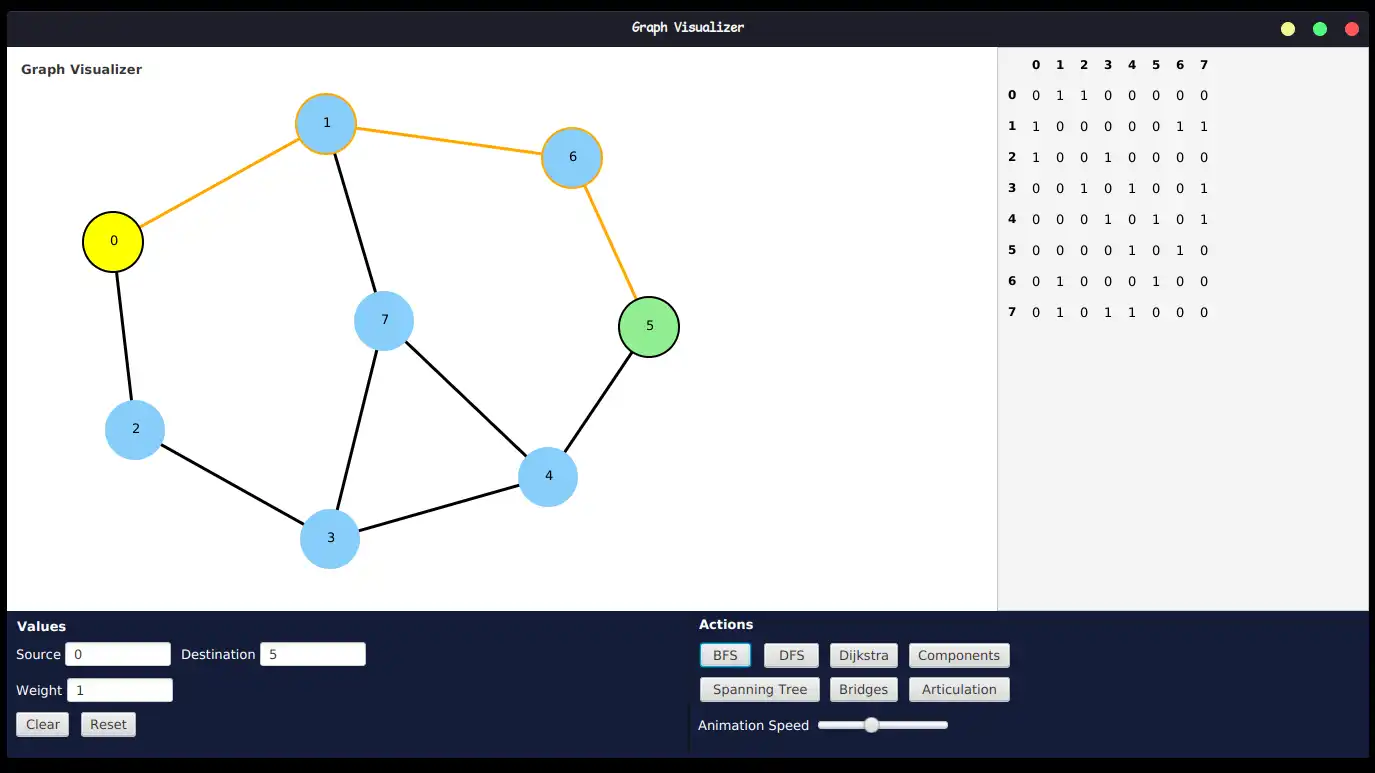 Graph Visualizer
Graph Visualizer
1
6
0
7
5
2
4
3
0 1 2 3 4 5 6 7
0 0 1 1 0 0 0 0 0
1 1 0 0 0 0 0 1 1
2 1 0 0 1 0 0 0 0
3 0 0 1 0 1 0 0 1
4 0 0 0 1 0 1 0 1
5 0 0 0 0 1 0 1 0
6 0 1 0 0 0 1 0 0
7 0 1 0 1 1 0 0 0
Values
Source 0 Destination 5
Weight 1
Clear Reset
Actions
BFS DFS Dijkstra Components
Spanning Tree Bridges Articulation
Animation Speed